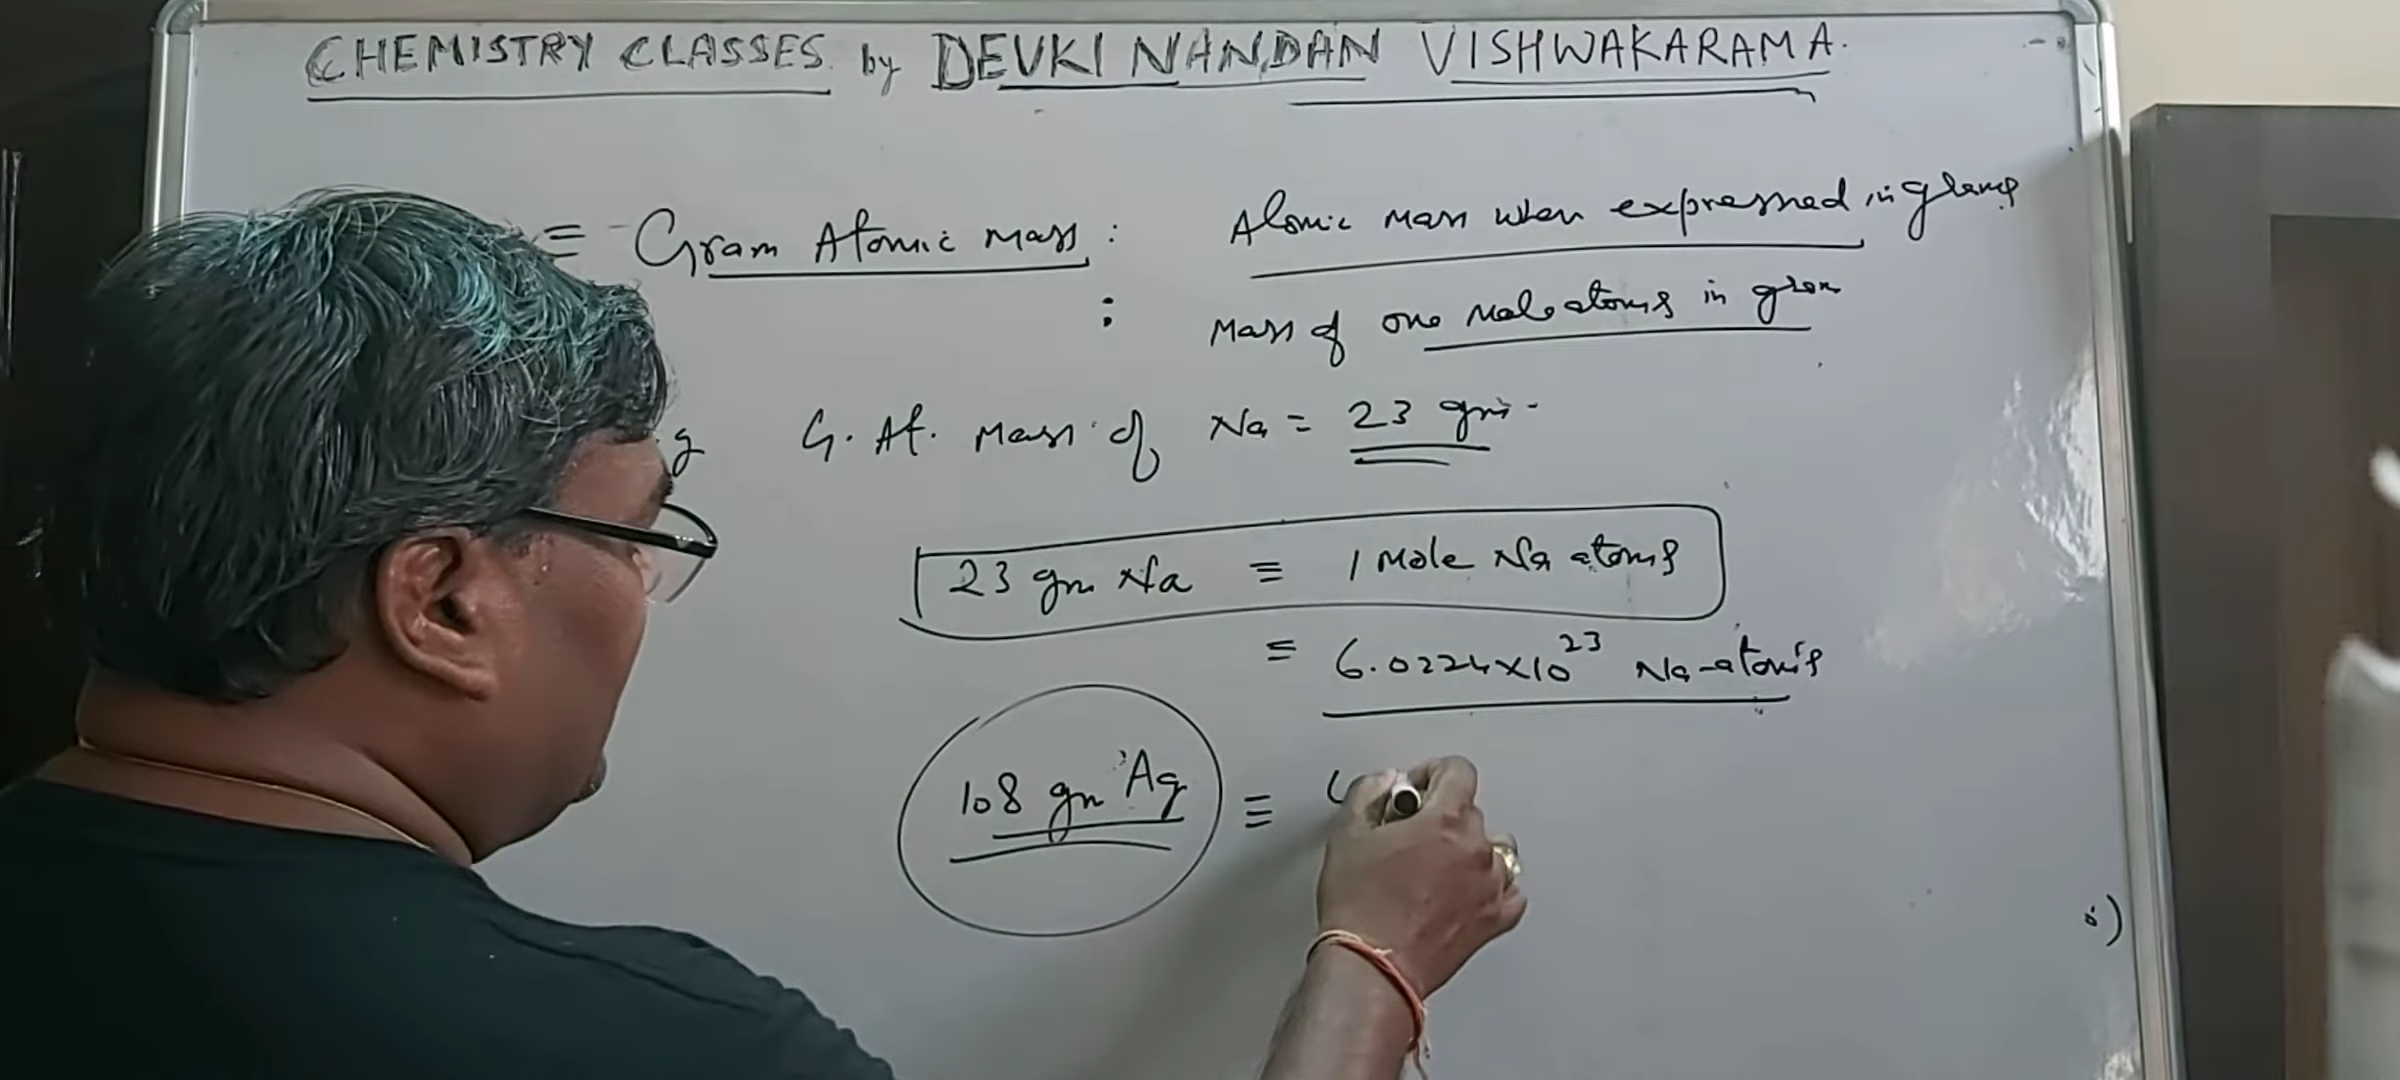 CHEMISTRY CLASSES by DEVKI NANDAN VISHWAKARAMA.
≡ Gram Atomic Mass : Atomic mass when expressed in grams
: Mass of one mole atoms in gram
g G. At. Mass of Na = 23 gm.
23 gm Na ≡ 1 Mole Na atoms
≡ 6.0224×10²³ Na-atoms
108 gm Ag ≡